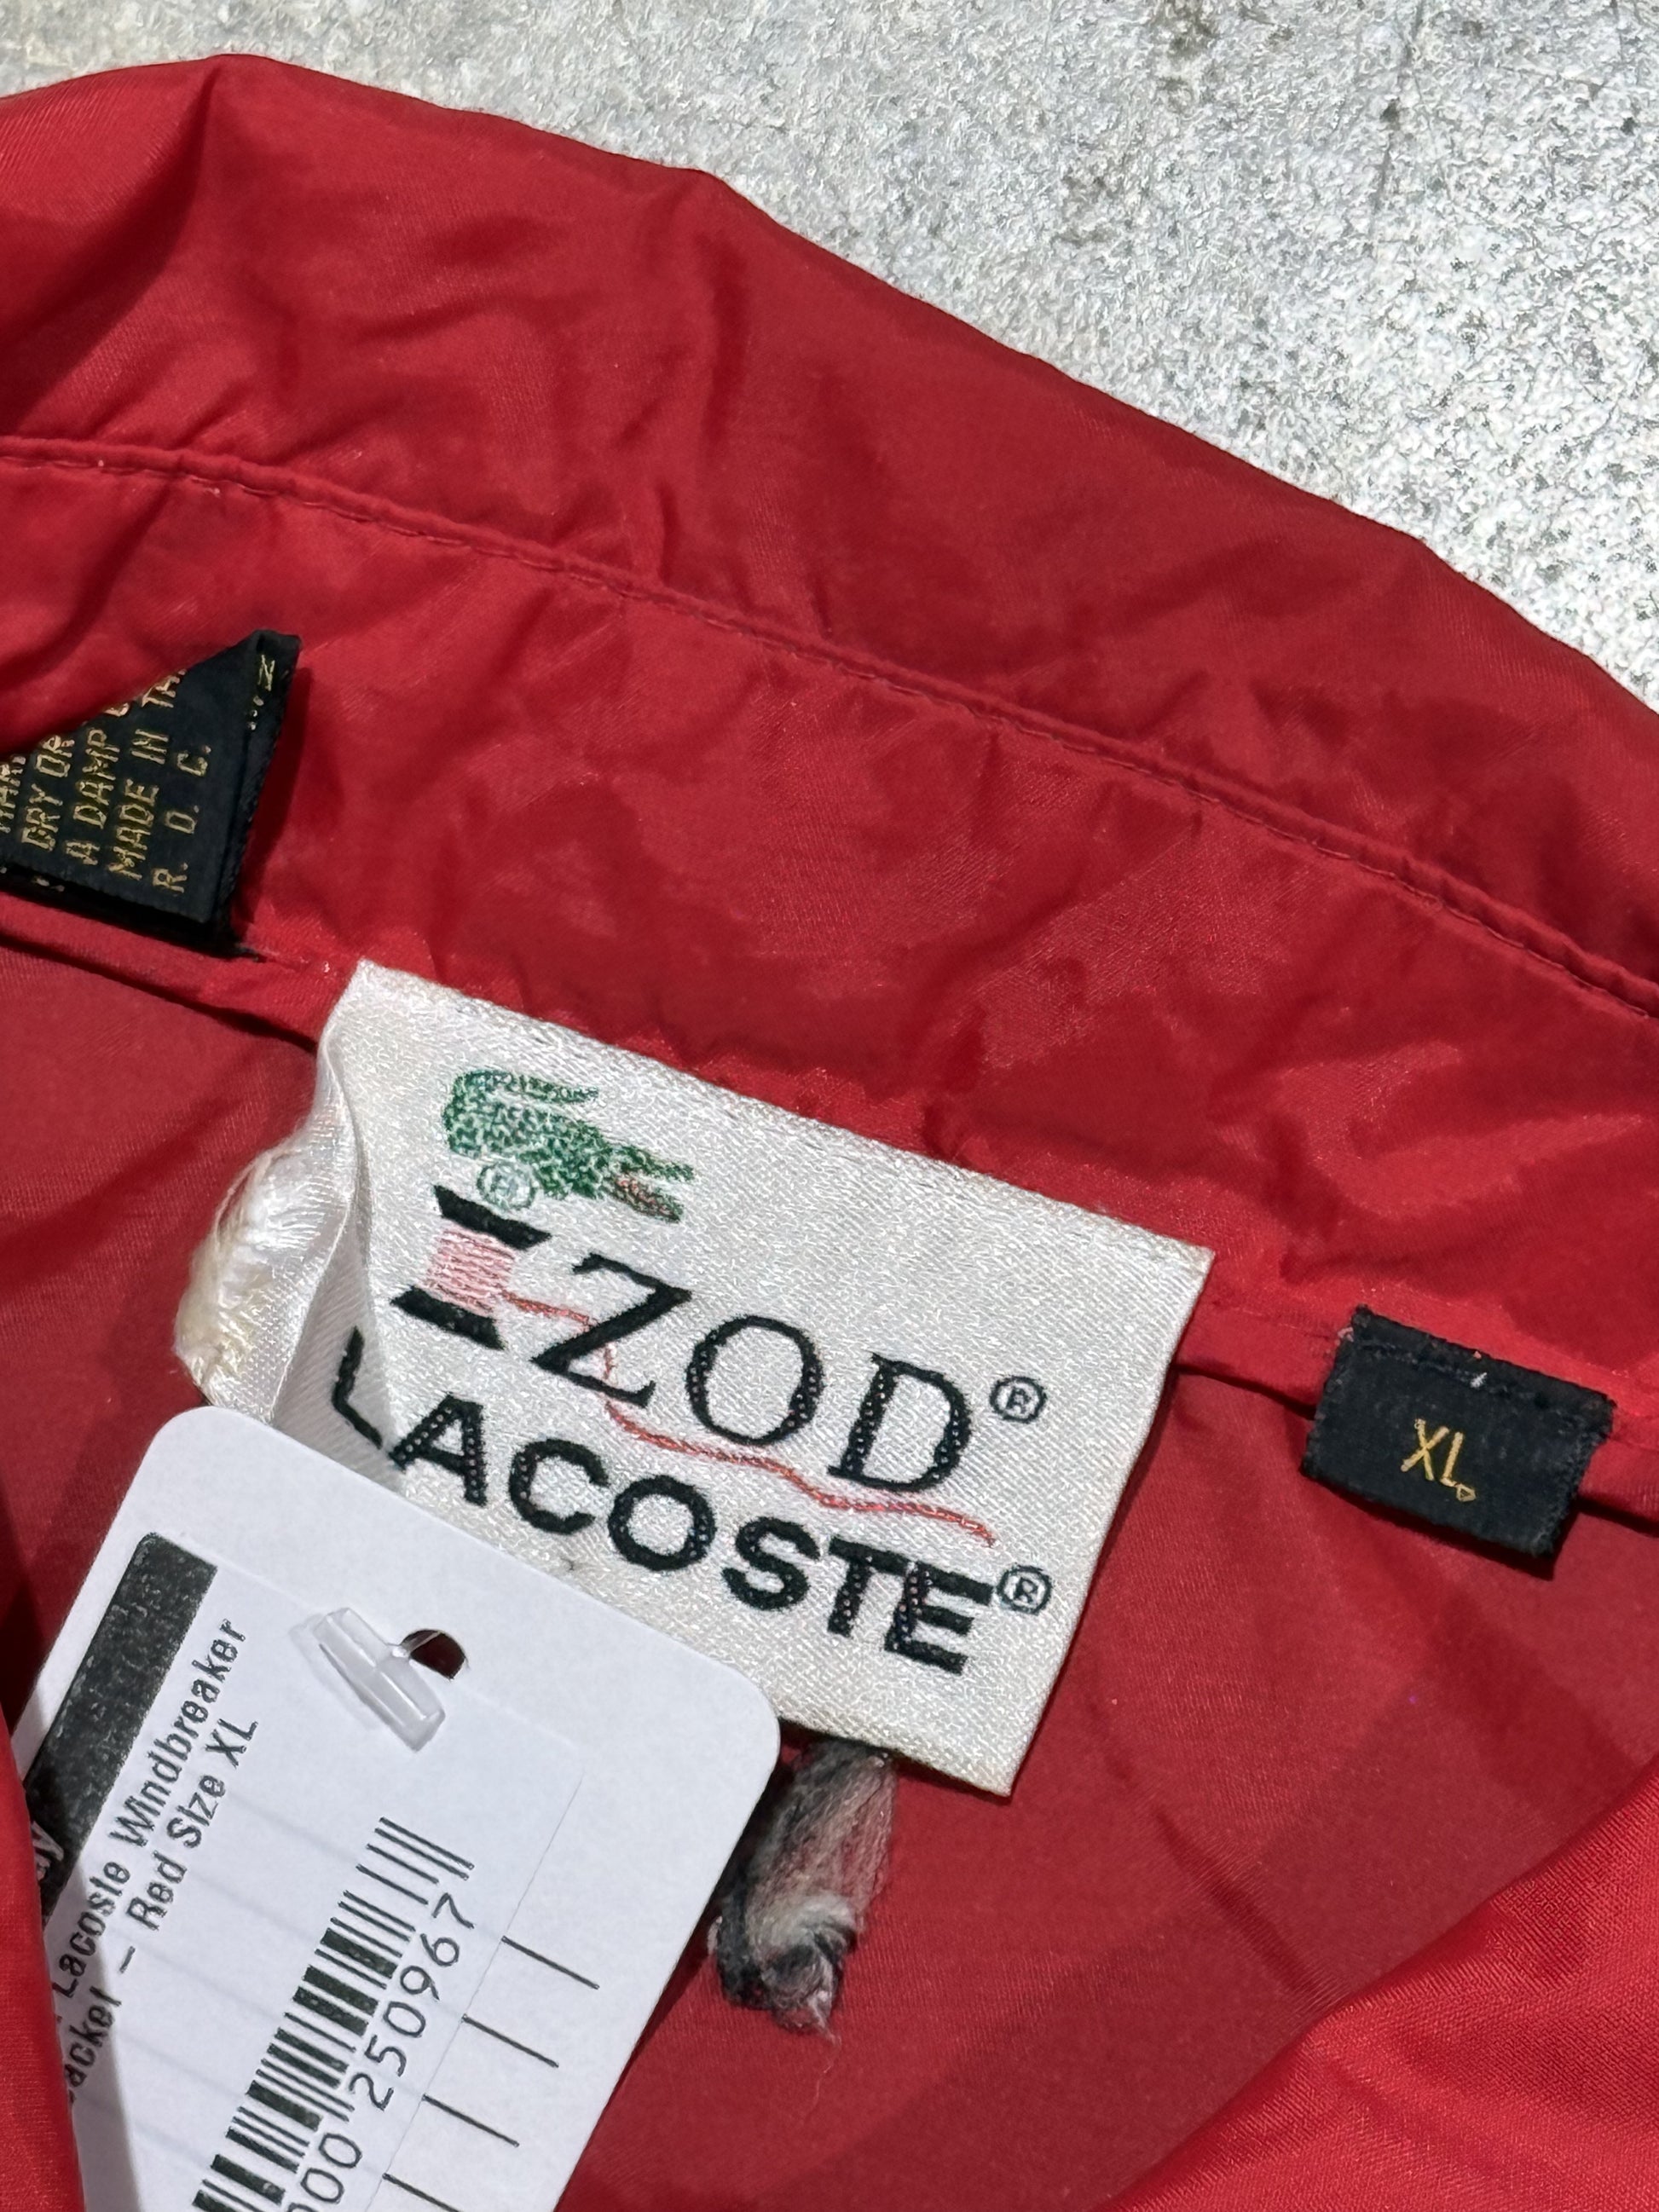 DRY
A DAMP
MADE IN
R. O. C.
®
IZOD®
LACOSTE®
XL
Lacoste Windbreaker
– Red Size XL
250967